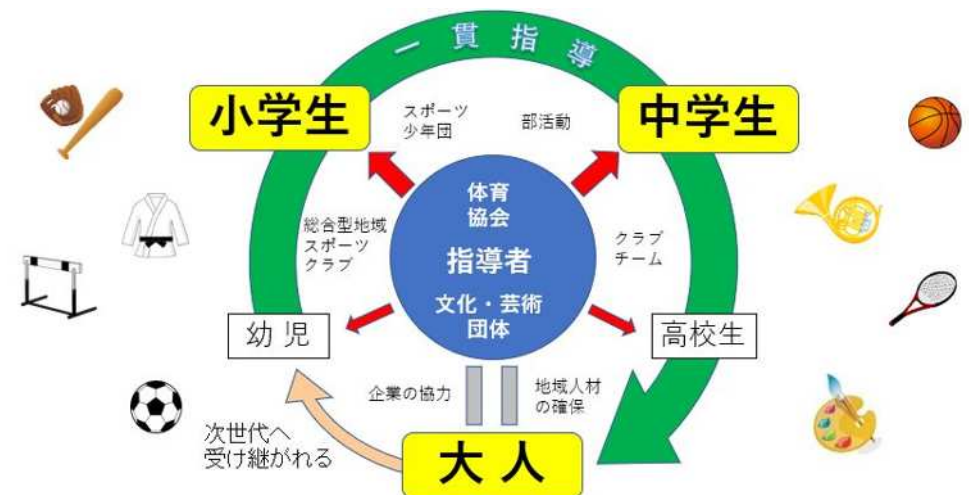 一貫指導
小学生
スポーツ
少年団
部活動
中学生
体育
協会
指導者
文化・芸術
団体
総合型地域
スポーツ
クラブ
クラブ
チーム
幼児
高校生
企業の協力
地域人材
の確保
次世代へ
受け継がれる
大人